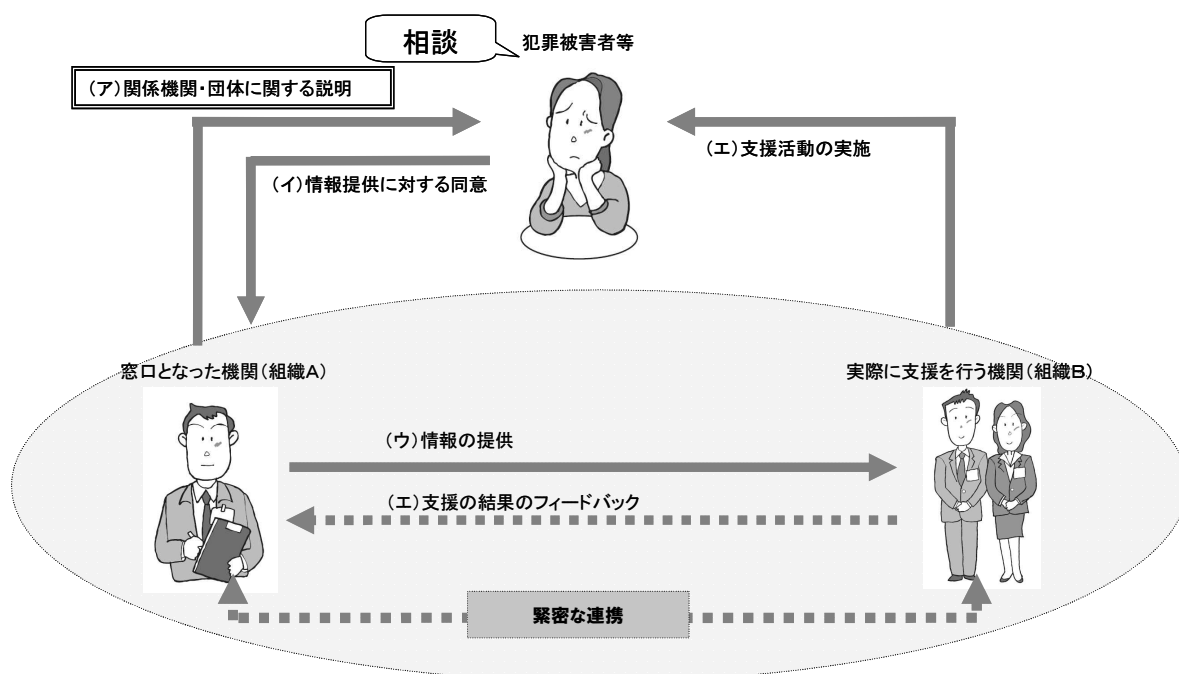 相談
犯罪被害者等
（ア）関係機関・団体に関する説明
（エ）支援活動の実施
（イ）情報提供に対する同意
窓口となった機関（組織Ａ）
実際に支援を行う機関（組織Ｂ）
（ウ）情報の提供
（エ）支援の結果のフィードバック
緊密な連携